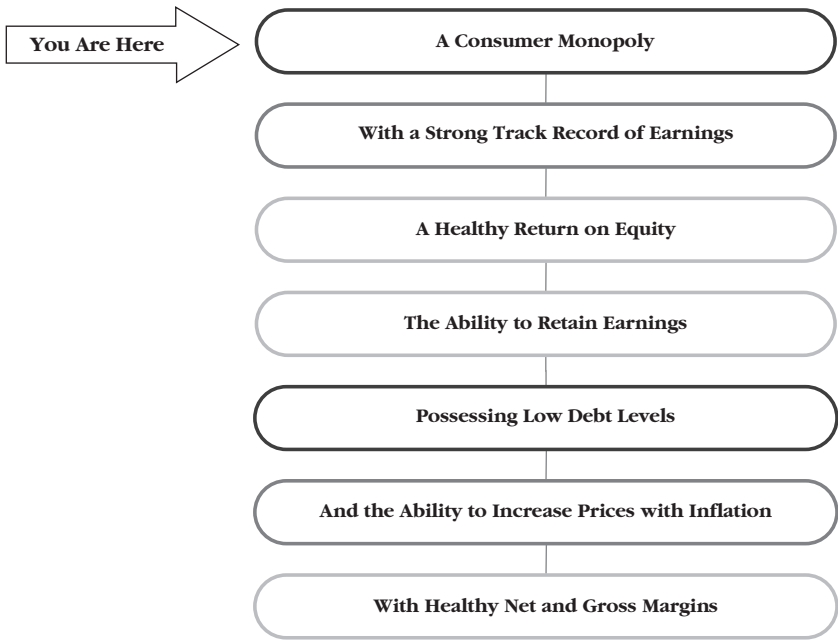 You Are Here
A Consumer Monopoly
With a Strong Track Record of Earnings
A Healthy Return on Equity
The Ability to Retain Earnings
Possessing Low Debt Levels
And the Ability to Increase Prices with Inflation
With Healthy Net and Gross Margins